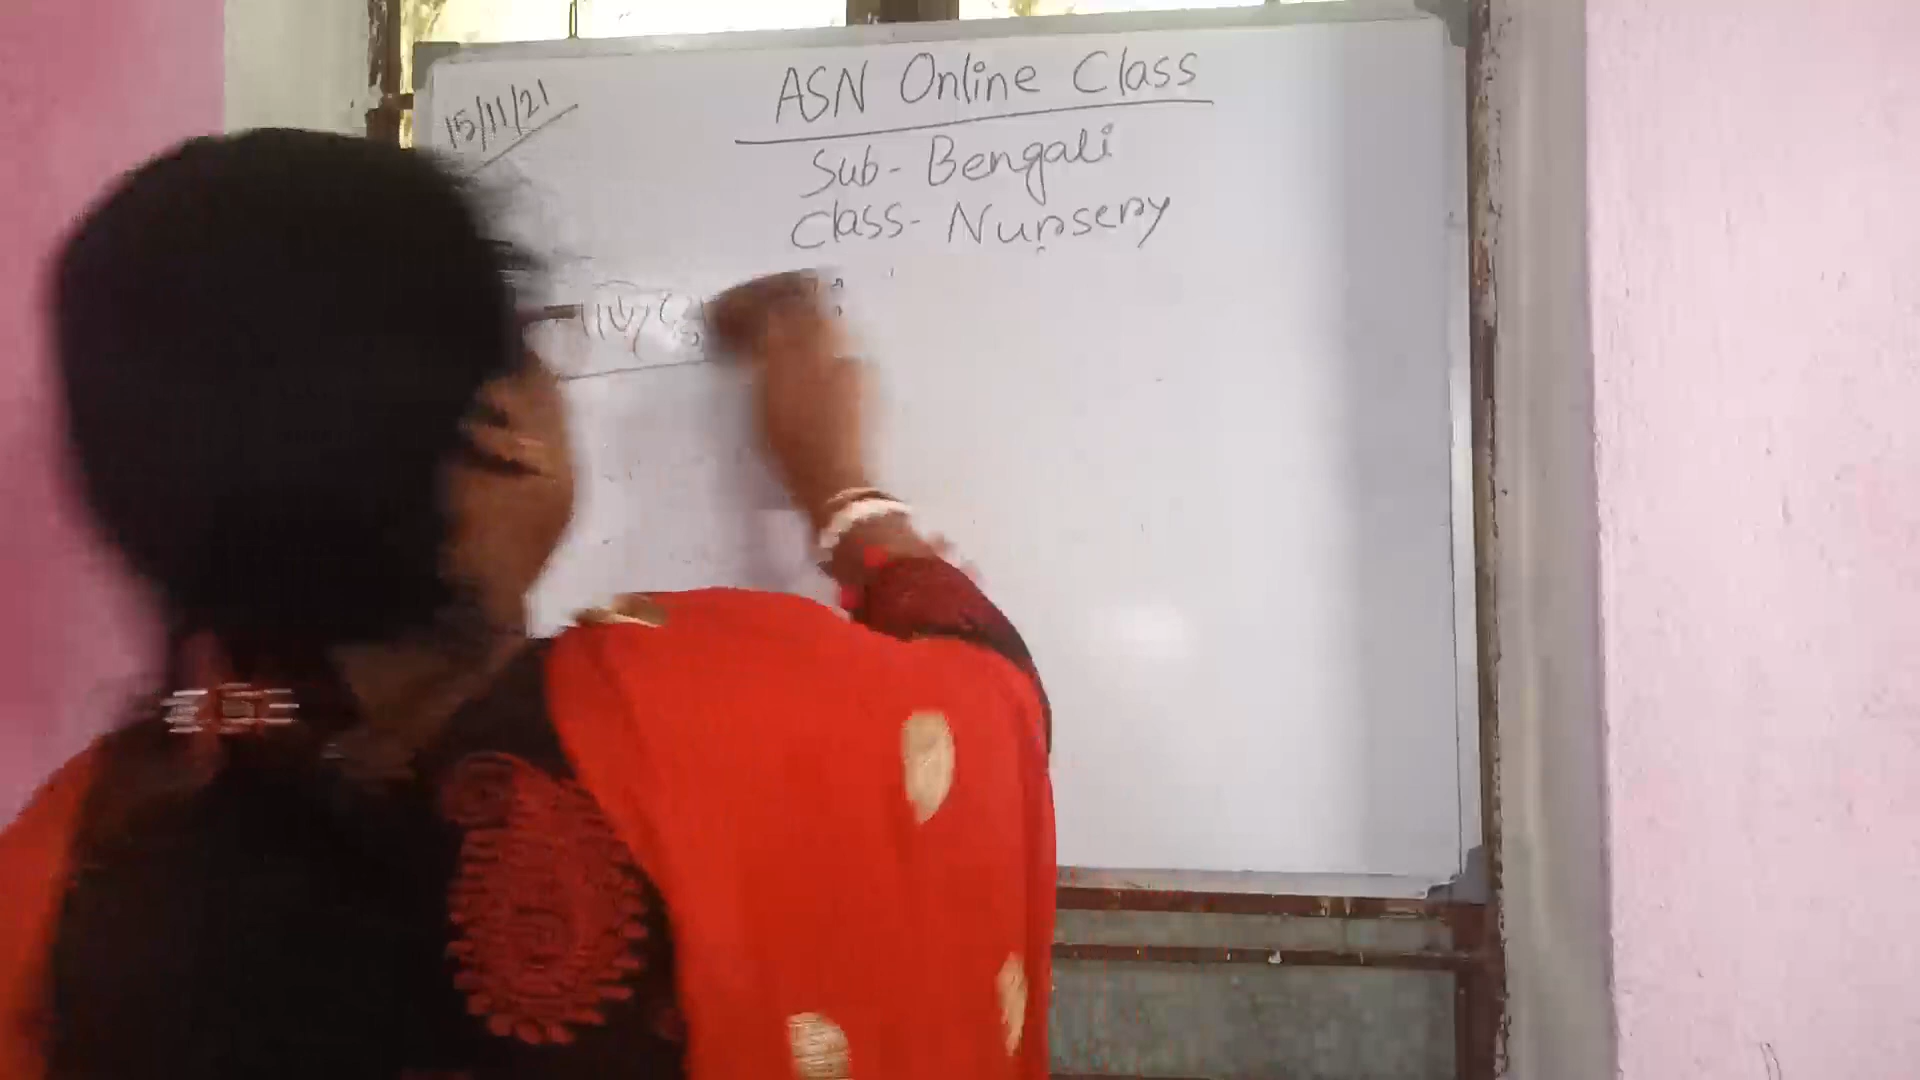 15/11/21
ASN Online Class
Sub- Bengali
Class- Nursery